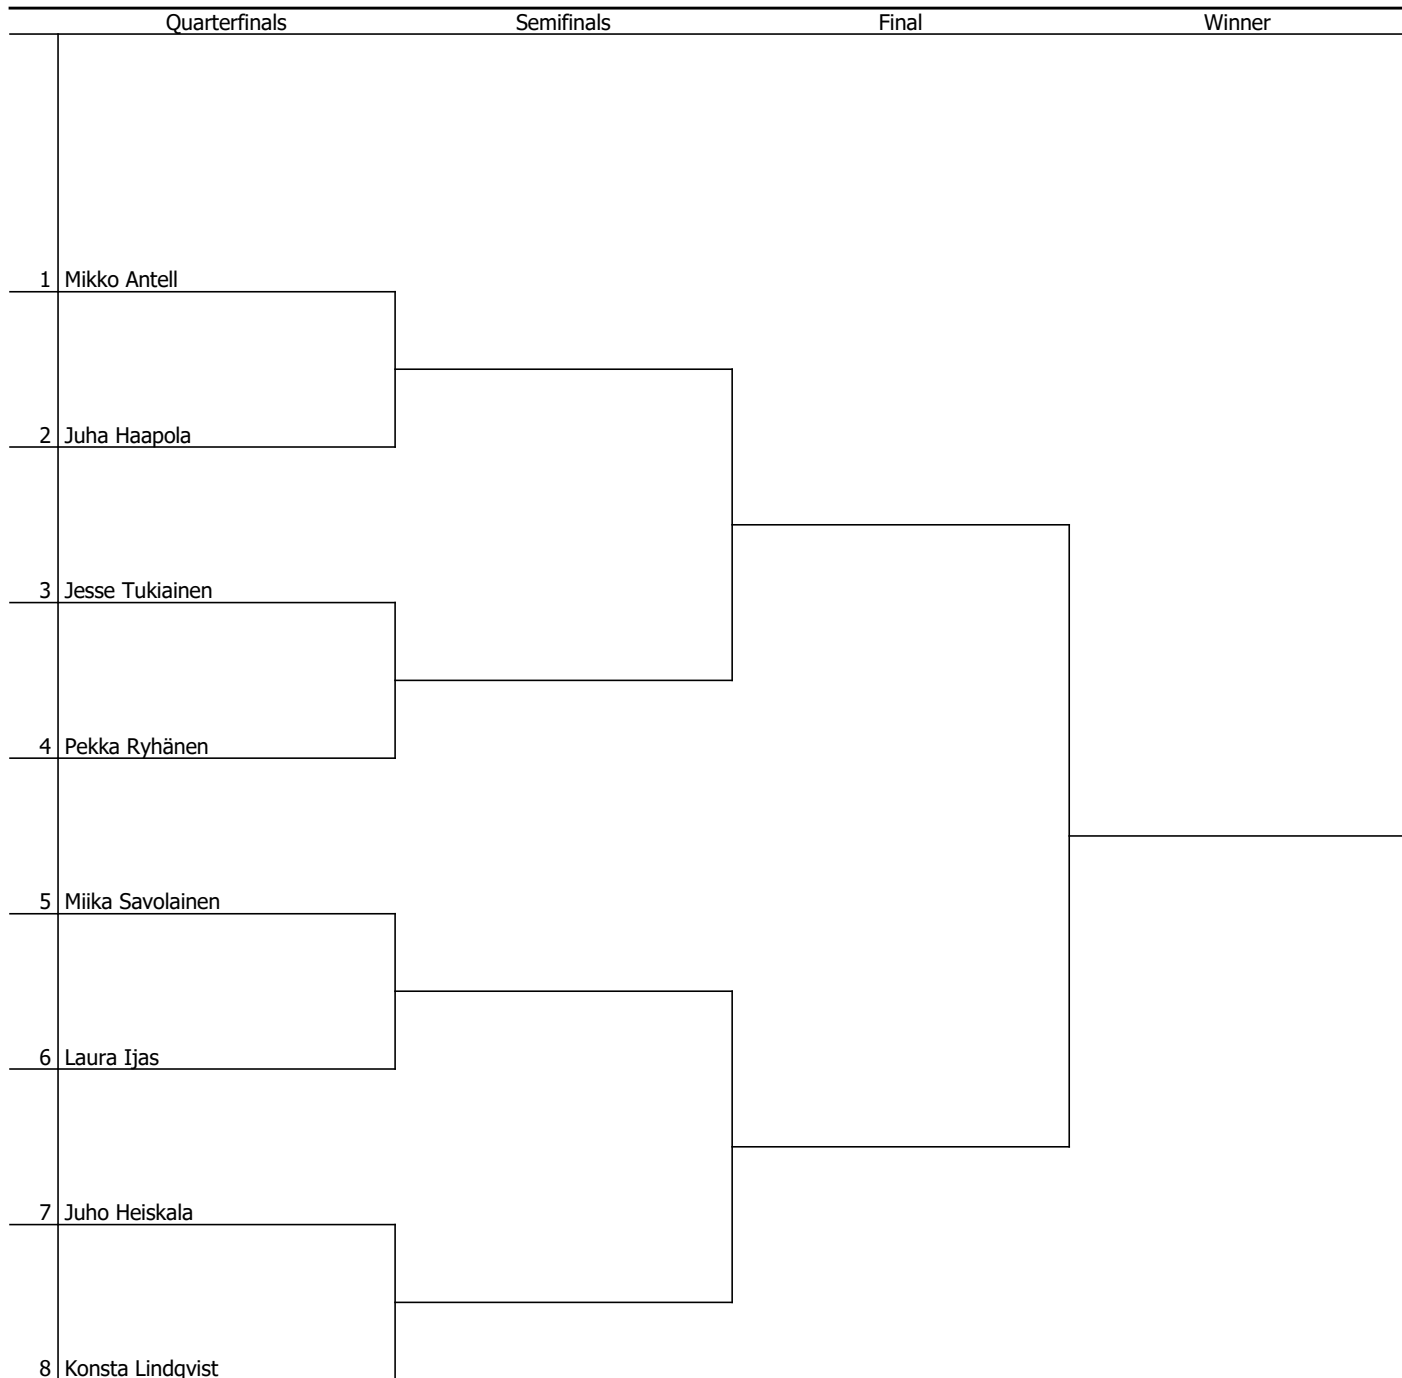 Quarterfinals Semifinals Final Winner
1 Mikko Antell
2 Juha Haapola
3 Jesse Tukiainen
4 Pekka Ryhänen
5 Miika Savolainen
6 Laura Ijas
7 Juho Heiskala
8 Konsta Lindqvist